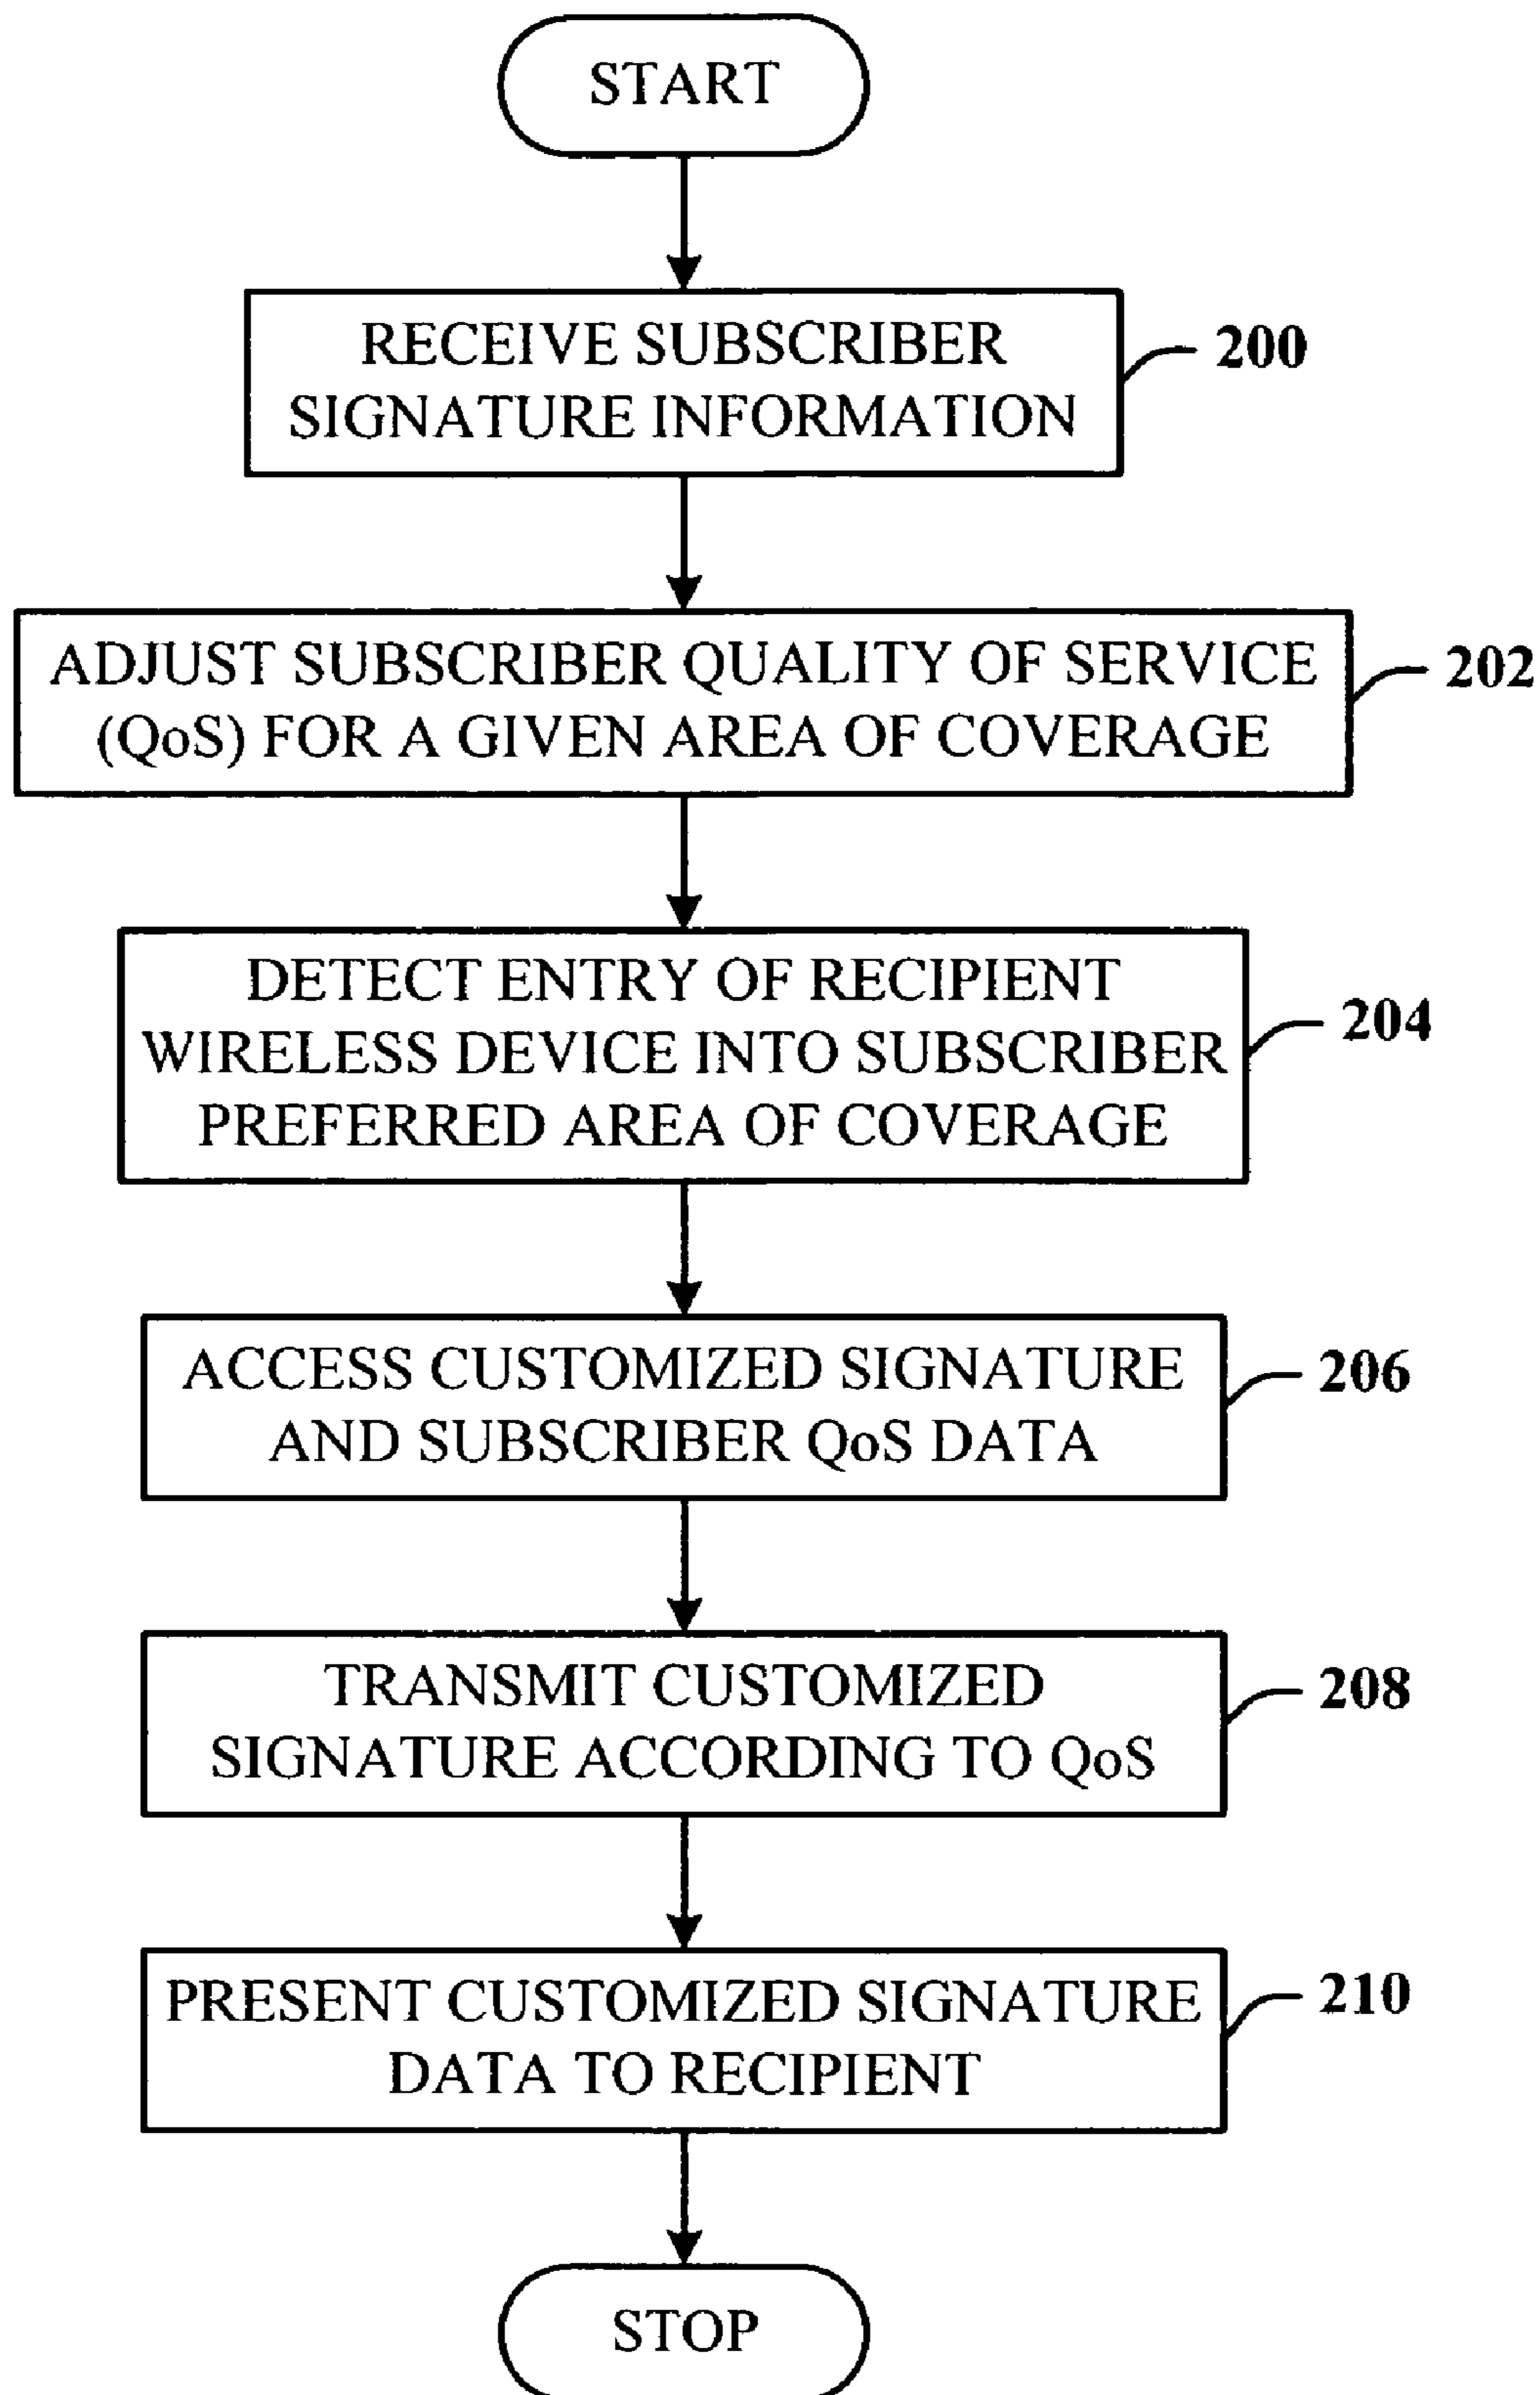 START
RECEIVE SUBSCRIBER
SIGNATURE INFORMATION
200
ADJUST SUBSCRIBER QUALITY OF SERVICE
(QoS) FOR A GIVEN AREA OF COVERAGE
202
DETECT ENTRY OF RECIPIENT
WIRELESS DEVICE INTO SUBSCRIBER
PREFERRED AREA OF COVERAGE
204
ACCESS CUSTOMIZED SIGNATURE
AND SUBSCRIBER QoS DATA
206
TRANSMIT CUSTOMIZED
SIGNATURE ACCORDING TO QoS
208
PRESENT CUSTOMIZED SIGNATURE
DATA TO RECIPIENT
210
STOP